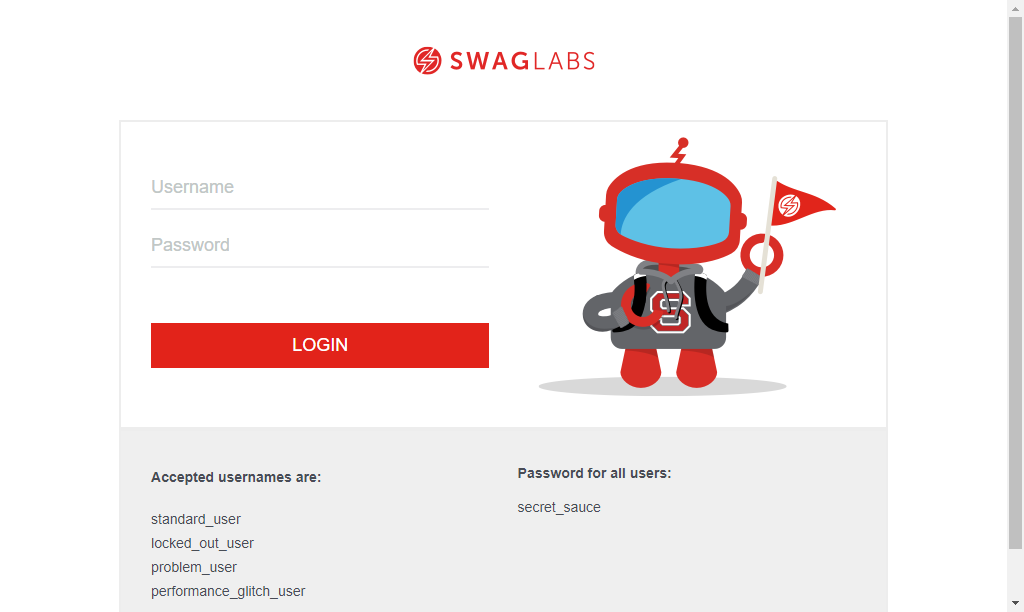 SWAGLABS
Username
Password
LOGIN
S
Accepted usernames are:
standard_user
locked_out_user
problem_user
performance_glitch_user
Password for all users:
secret_sauce